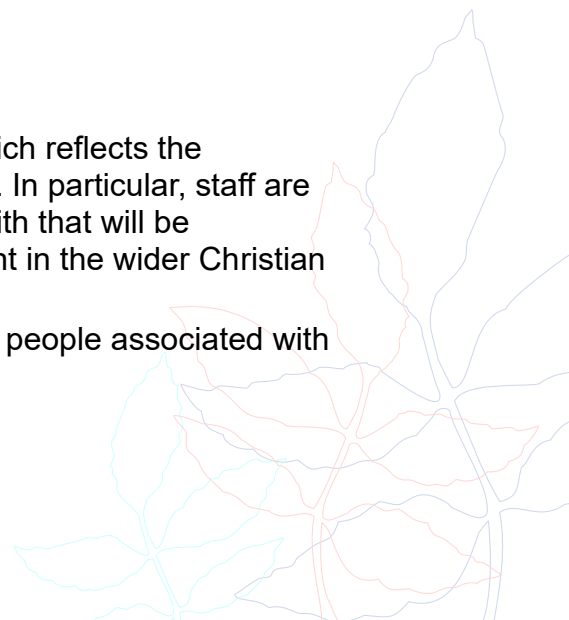 ich reflects the
. In particular, staff are
ith that will be
nt in the wider Christian
people associated with